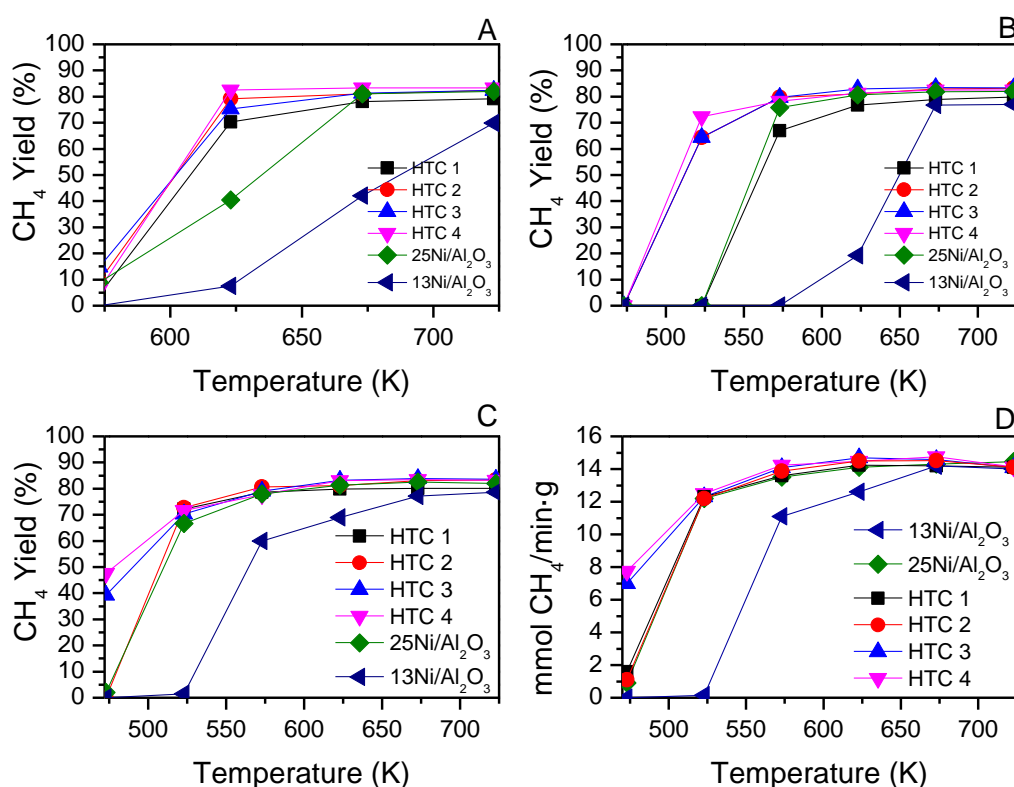 A
100
90
80
70
60
50
40
30
20
10
0
CH₄ Yield (%)
HTC 1
HTC 2
HTC 3
HTC 4
25Ni/Al₂O₃
13Ni/Al₂O₃
600 650 700
Temperature (K)
B
100
90
80
70
60
50
40
30
20
10
0
CH₄ Yield (%)
HTC 1
HTC 2
HTC 3
HTC 4
25Ni/Al₂O₃
13Ni/Al₂O₃
500 550 600 650 700
Temperature (K)
C
100
90
80
70
60
50
40
30
20
10
0
CH₄ Yield (%)
HTC 1
HTC 2
HTC 3
HTC 4
25Ni/Al₂O₃
13Ni/Al₂O₃
500 550 600 650 700
Temperature (K)
D
16
14
12
10
8
6
4
2
0
mmol CH₄/min·g
13Ni/Al₂O₃
25Ni/Al₂O₃
HTC 1
HTC 2
HTC 3
HTC 4
500 550 600 650 700
Temperature (K)